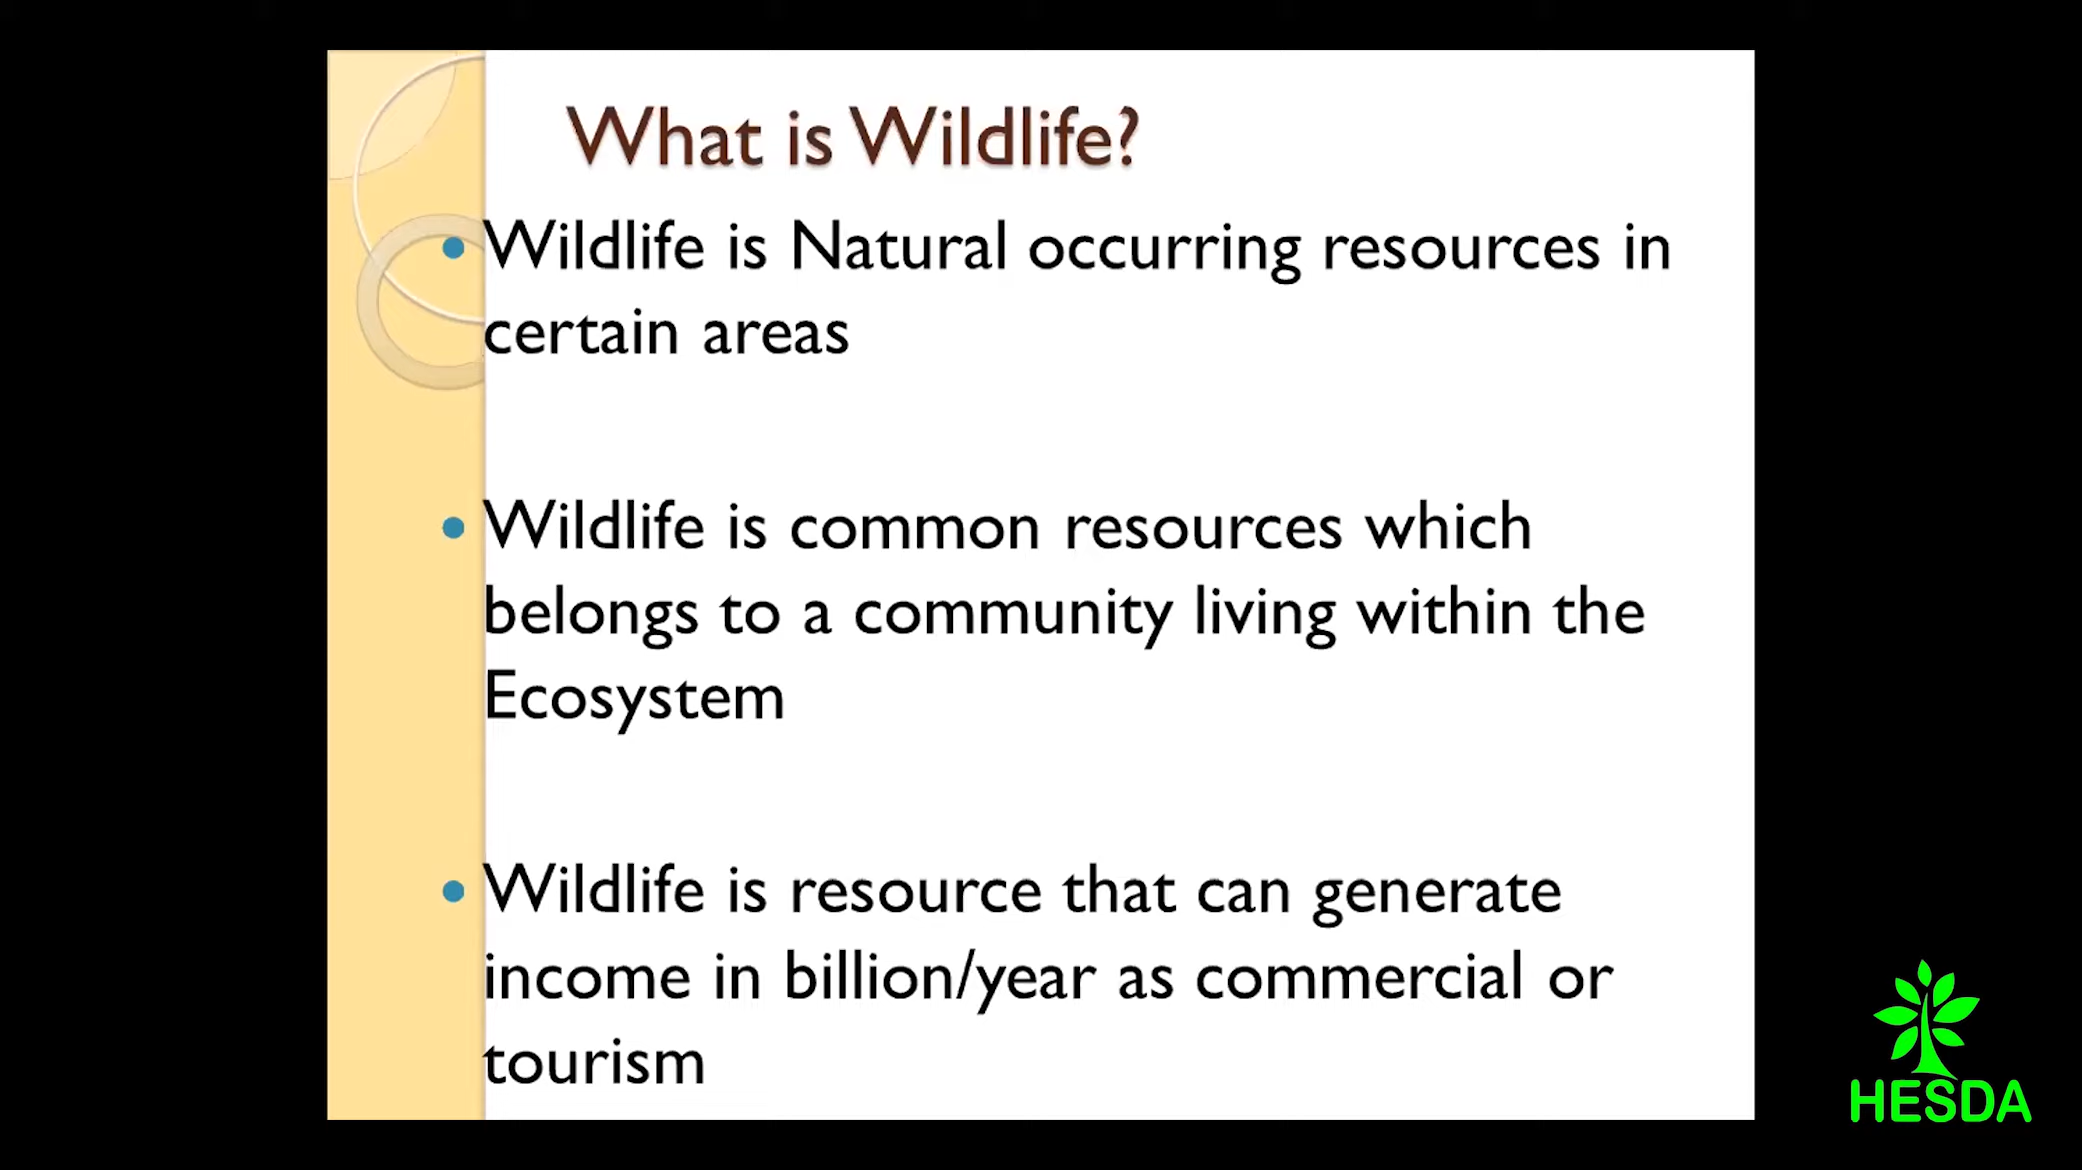 What is Wildlife?
• Wildlife is Natural occurring resources in
certain areas
• Wildlife is common resources which
belongs to a community living within the
Ecosystem
• Wildlife is resource that can generate
income in billion/year as commercial or
tourism
HESDA